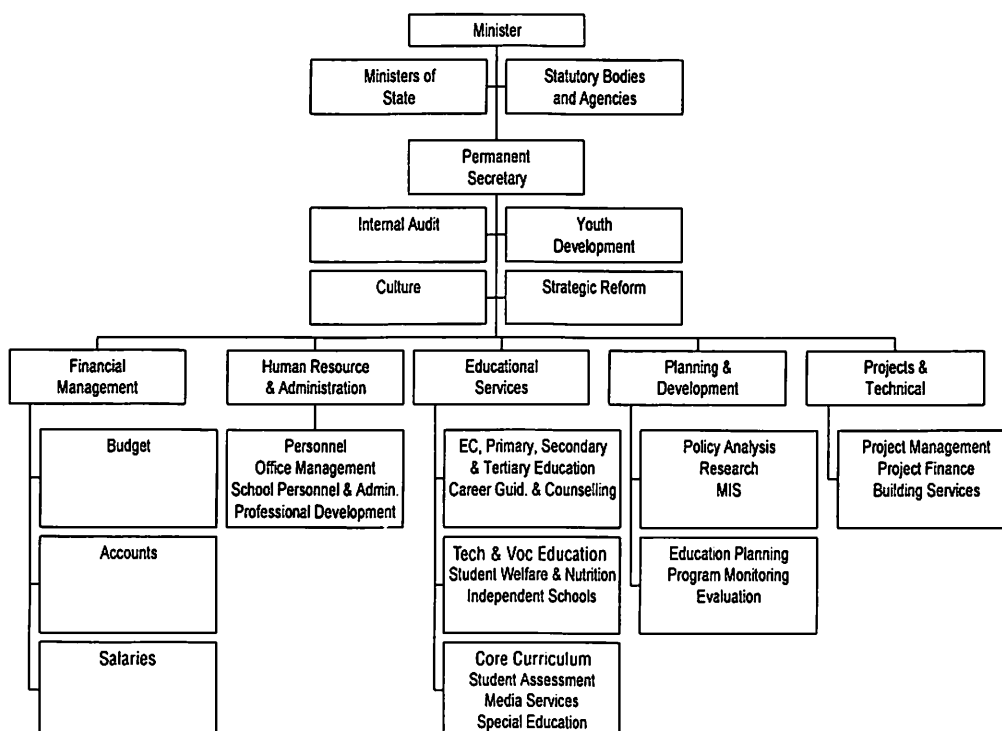 Minister
Ministers of
State
Statutory Bodies
and Agencies
Permanent
Secretary
Internal Audit
Youth
Development
Culture
Strategic Reform
Financial
Management
Human Resource
& Administration
Educational
Services
Planning &
Development
Projects &
Technical
Budget
Accounts
Salaries
Personnel
Office Management
School Personnel & Admin.
Professional Development
EC, Primary, Secondary
& Tertiary Education
Career Guid. & Counselling
Tech & Voc Education
Student Welfare & Nutrition
Independent Schools
Core Curriculum
Student Assessment
Media Services
Special Education
Policy Analysis
Research
MIS
Education Planning
Program Monitoring
Evaluation
Project Management
Project Finance
Building Services